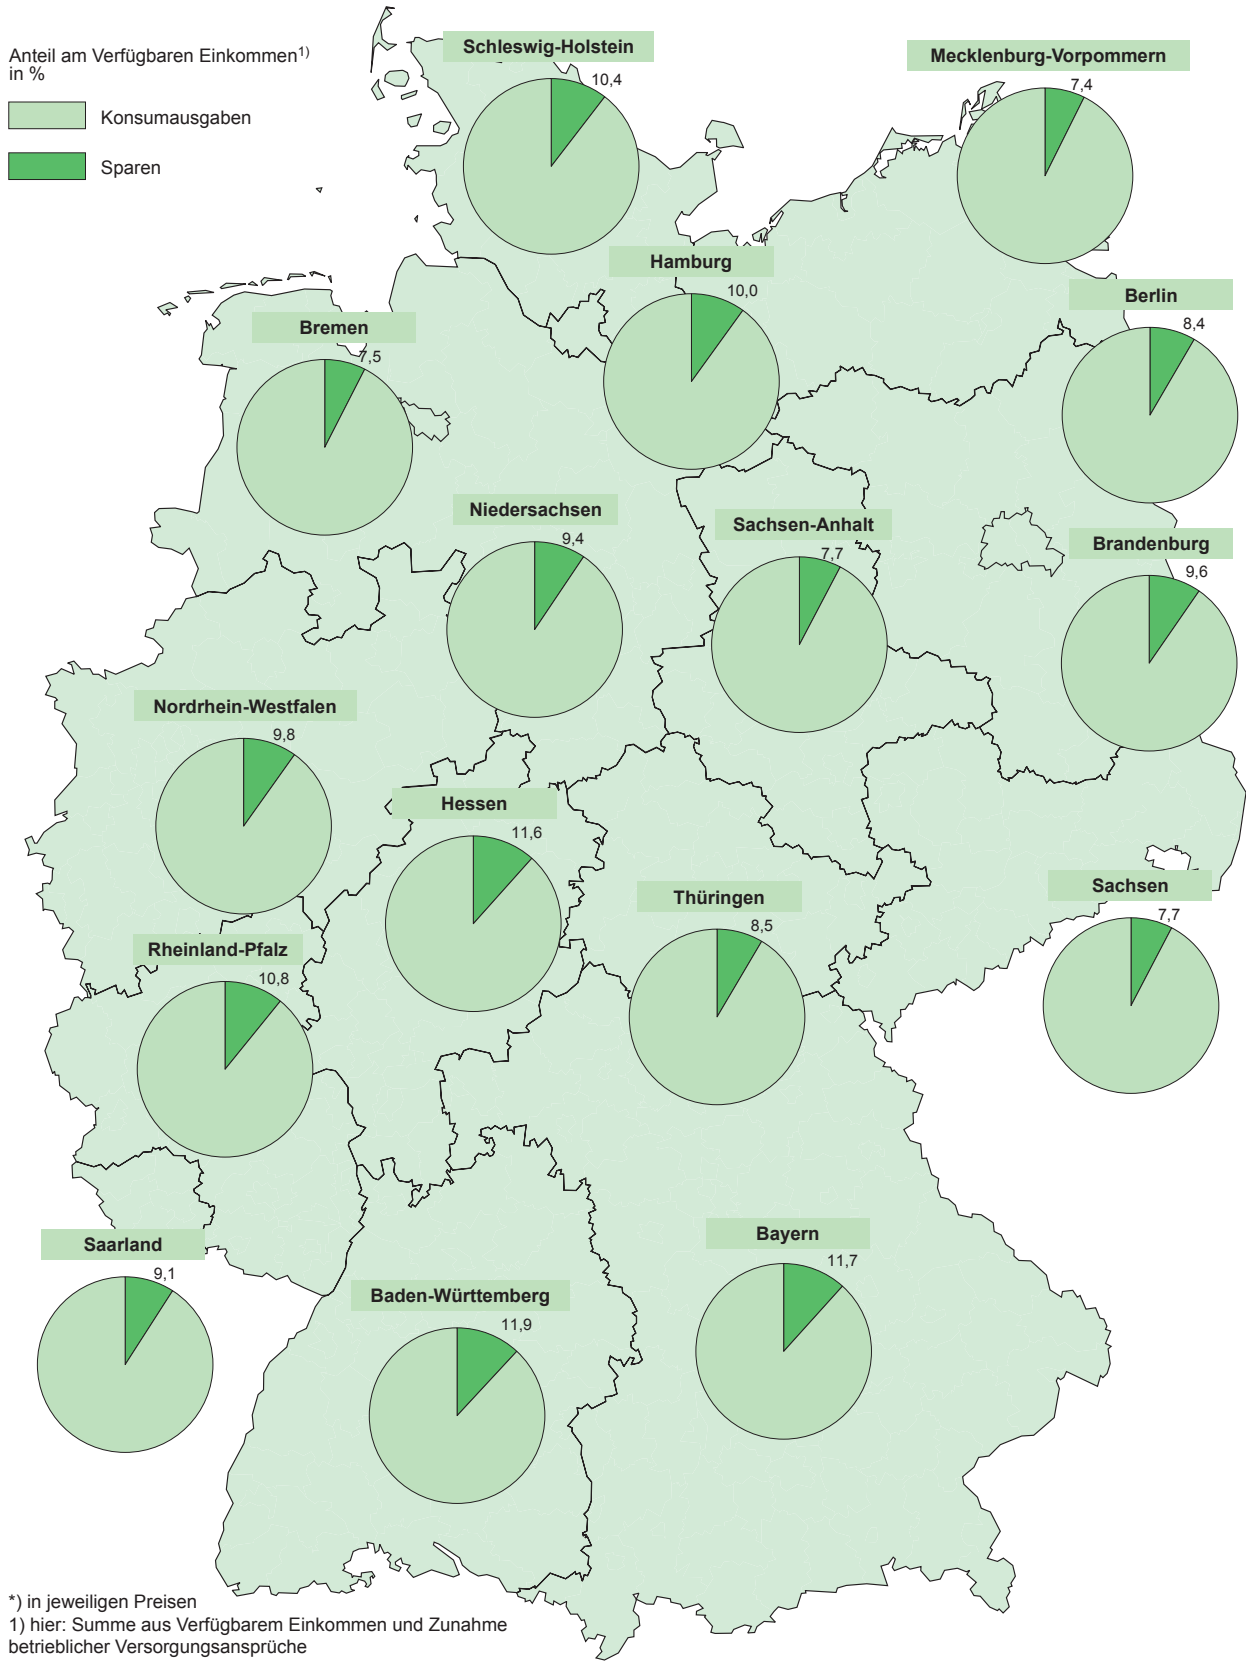 Anteil am Verfügbaren Einkommen1)
in %
Konsumausgaben
Sparen
Schleswig-Holstein
10,4
Mecklenburg-Vorpommern
7,4
Hamburg
10,0
Berlin
8,4
Bremen
7,5
Niedersachsen
9,4
Sachsen-Anhalt
7,7
Brandenburg
9,6
Nordrhein-Westfalen
9,8
Hessen
11,6
Thüringen
8,5
Sachsen
7,7
Rheinland-Pfalz
10,8
Saarland
9,1
Bayern
11,7
Baden-Württemberg
11,9
*) in jeweiligen Preisen
1) hier: Summe aus Verfügbarem Einkommen und Zunahme
betrieblicher Versorgungsansprüche